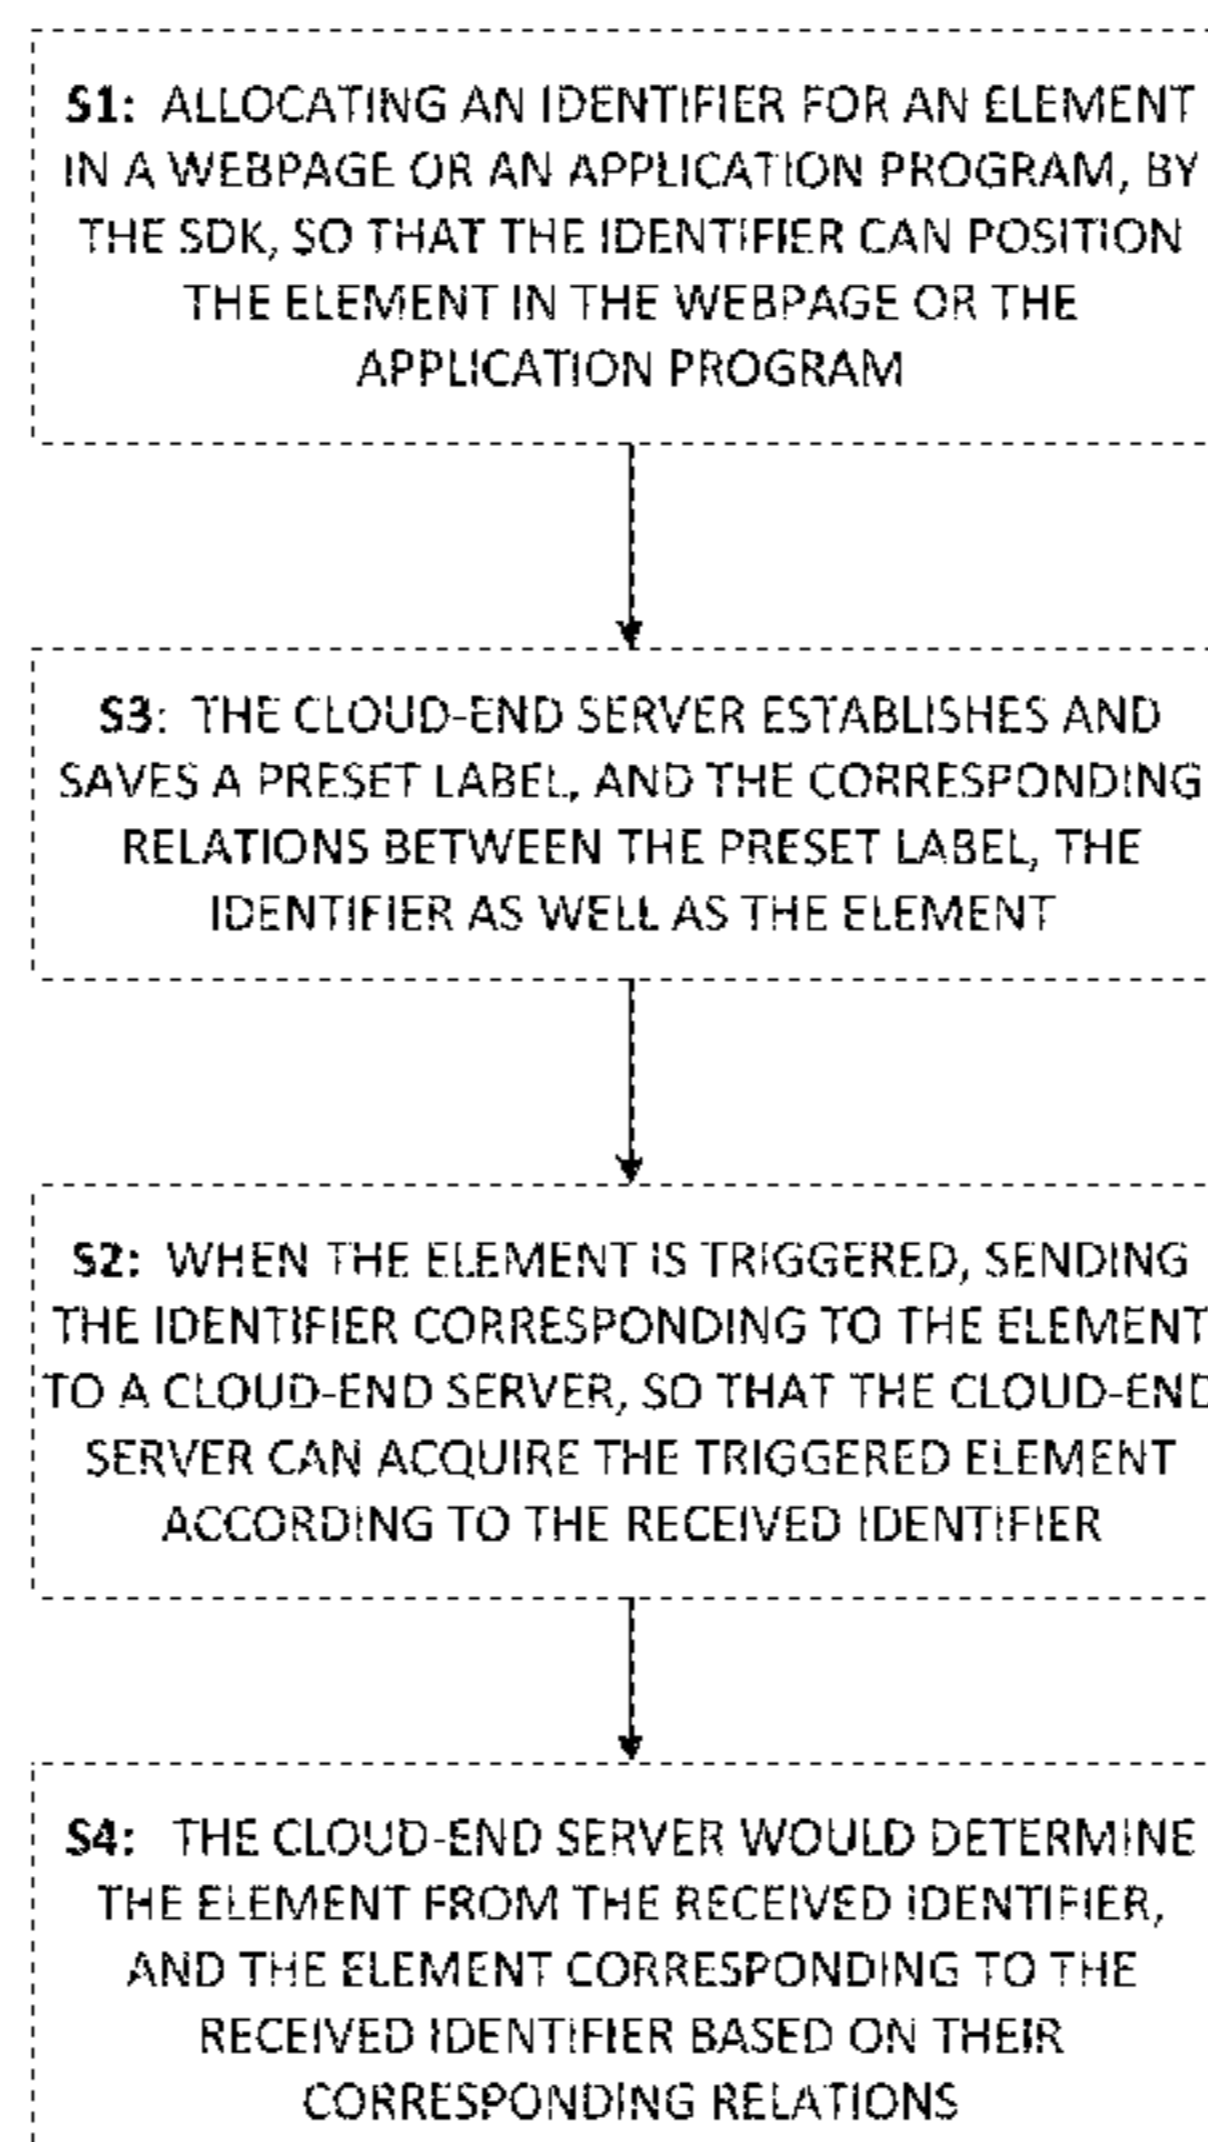 S1: ALLOCATING AN IDENTIFIER FOR AN ELEMENT
IN A WEBPAGE OR AN APPLICATION PROGRAM, BY
THE SDK, SO THAT THE IDENTIFIER CAN POSITION
THE ELEMENT IN THE WEBPAGE OR THE
APPLICATION PROGRAM
S3: THE CLOUD-END SERVER ESTABLISHES AND
SAVES A PRESET LABEL, AND THE CORRESPONDING
RELATIONS BETWEEN THE PRESET LABEL, THE
IDENTIFIER AS WELL AS THE ELEMENT
S2: WHEN THE ELEMENT IS TRIGGERED, SENDING
THE IDENTIFIER CORRESPONDING TO THE ELEMENT
TO A CLOUD-END SERVER, SO THAT THE CLOUD-END
SERVER CAN ACQUIRE THE TRIGGERED ELEMENT
ACCORDING TO THE RECEIVED IDENTIFIER
S4: THE CLOUD-END SERVER WOULD DETERMINE
THE ELEMENT FROM THE RECEIVED IDENTIFIER,
AND THE ELEMENT CORRESPONDING TO THE
RECEIVED IDENTIFIER BASED ON THEIR
CORRESPONDING RELATIONS